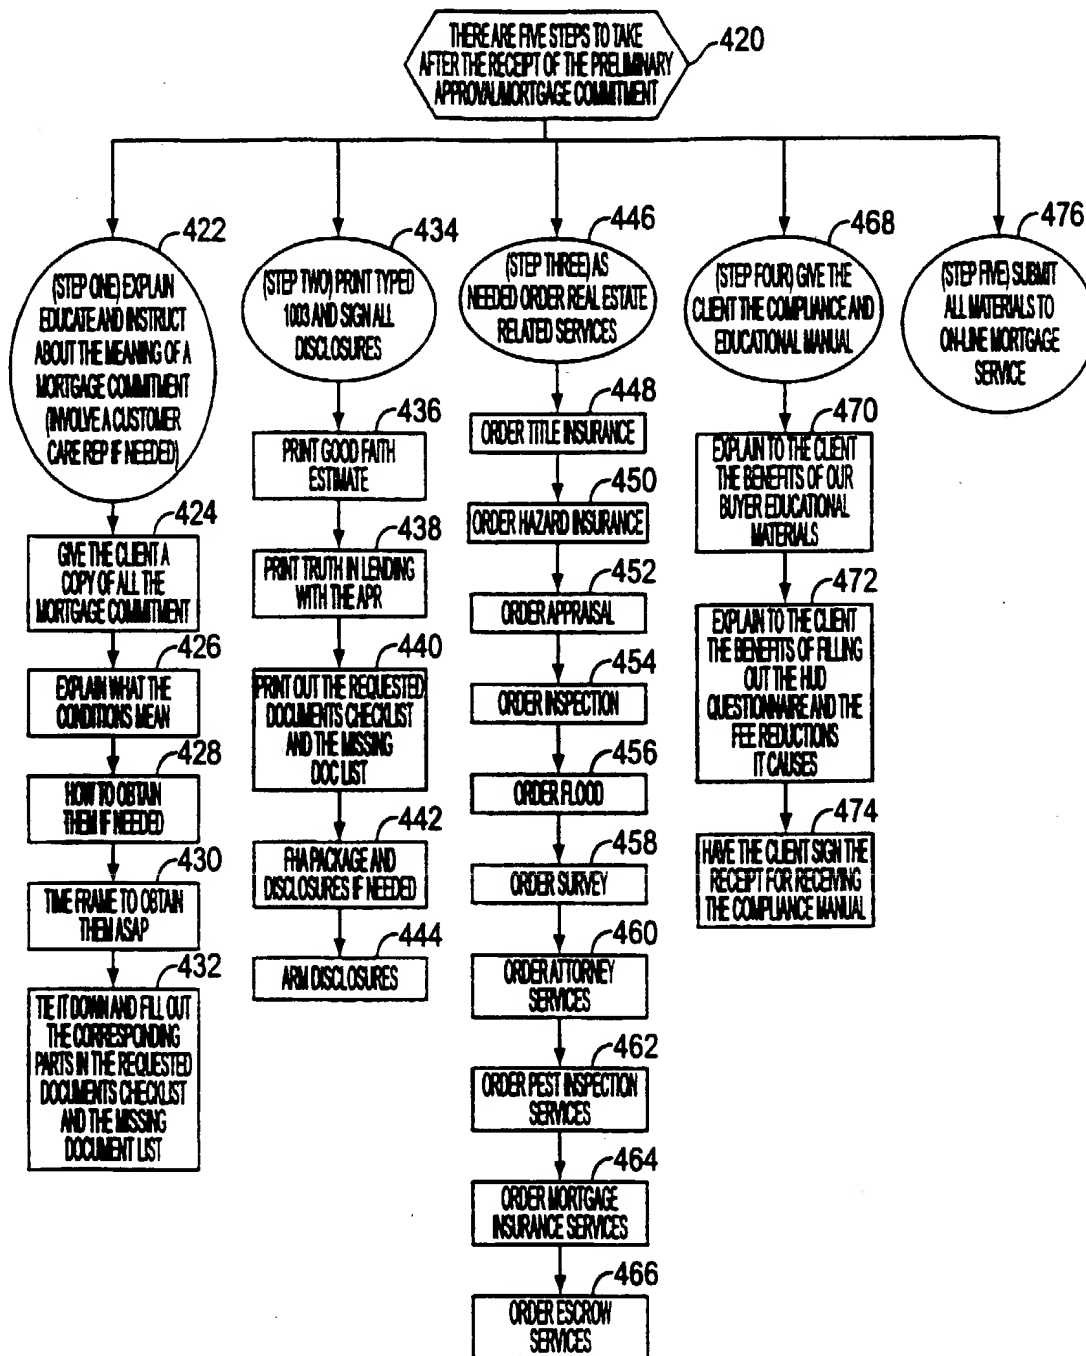 THERE ARE FIVE STEPS TO TAKE
AFTER THE RECEIPT OF THE PRELIMINARY
APPROVAL/MORTGAGE COMMITMENT
420
422
(STEP ONE) EXPLAIN
EDUCATE AND INSTRUCT
ABOUT THE MEANING OF A
MORTGAGE COMMITMENT
(INVOLVE A CUSTOMER
CARE REP IF NEEDED)
424
GIVE THE CLIENT A
COPY OF ALL THE
MORTGAGE COMMITMENT
426
EXPLAIN WHAT THE
CONDITIONS MEAN
428
HOW TO OBTAIN
THEM IF NEEDED
430
TIME FRAME TO OBTAIN
THEM ASAP
432
TIE IT DOWN AND FILL OUT
THE CORRESPONDING
PARTS IN THE REQUESTED
DOCUMENTS CHECKLIST
AND THE MISSING
DOCUMENT LIST
434
(STEP TWO) PRINT TYPED
1003 AND SIGN ALL
DISCLOSURES
436
PRINT GOOD FAITH
ESTIMATE
438
PRINT TRUTH IN LENDING
WITH THE APR
440
PRINT OUT THE REQUESTED
DOCUMENTS CHECKLIST
AND THE MISSING
DOC LIST
442
FHA PACKAGE AND
DISCLOSURES IF NEEDED
444
ARM DISCLOSURES
446
(STEP THREE) AS
NEEDED ORDER REAL ESTATE
RELATED SERVICES
448
ORDER TITLE INSURANCE
450
ORDER HAZARD INSURANCE
452
ORDER APPRAISAL
454
ORDER INSPECTION
456
ORDER FLOOD
458
ORDER SURVEY
460
ORDER ATTORNEY
SERVICES
462
ORDER PEST INSPECTION
SERVICES
464
ORDER MORTGAGE
INSURANCE SERVICES
466
ORDER ESCROW
SERVICES
468
(STEP FOUR) GIVE THE
CLIENT THE COMPLIANCE AND
EDUCATIONAL MANUAL
470
EXPLAIN TO THE CLIENT
THE BENEFITS OF OUR
BUYER EDUCATIONAL
MATERIALS
472
EXPLAIN TO THE CLIENT
THE BENEFITS OF FILLING
OUT THE HUD
QUESTIONNAIRE AND THE
FEE REDUCTIONS
IT CAUSES
474
HAVE THE CLIENT SIGN THE
RECEIPT FOR RECEIVING
THE COMPLIANCE MANUAL
476
(STEP FIVE) SUBMIT
ALL MATERIALS TO
ON-LINE MORTGAGE
SERVICE